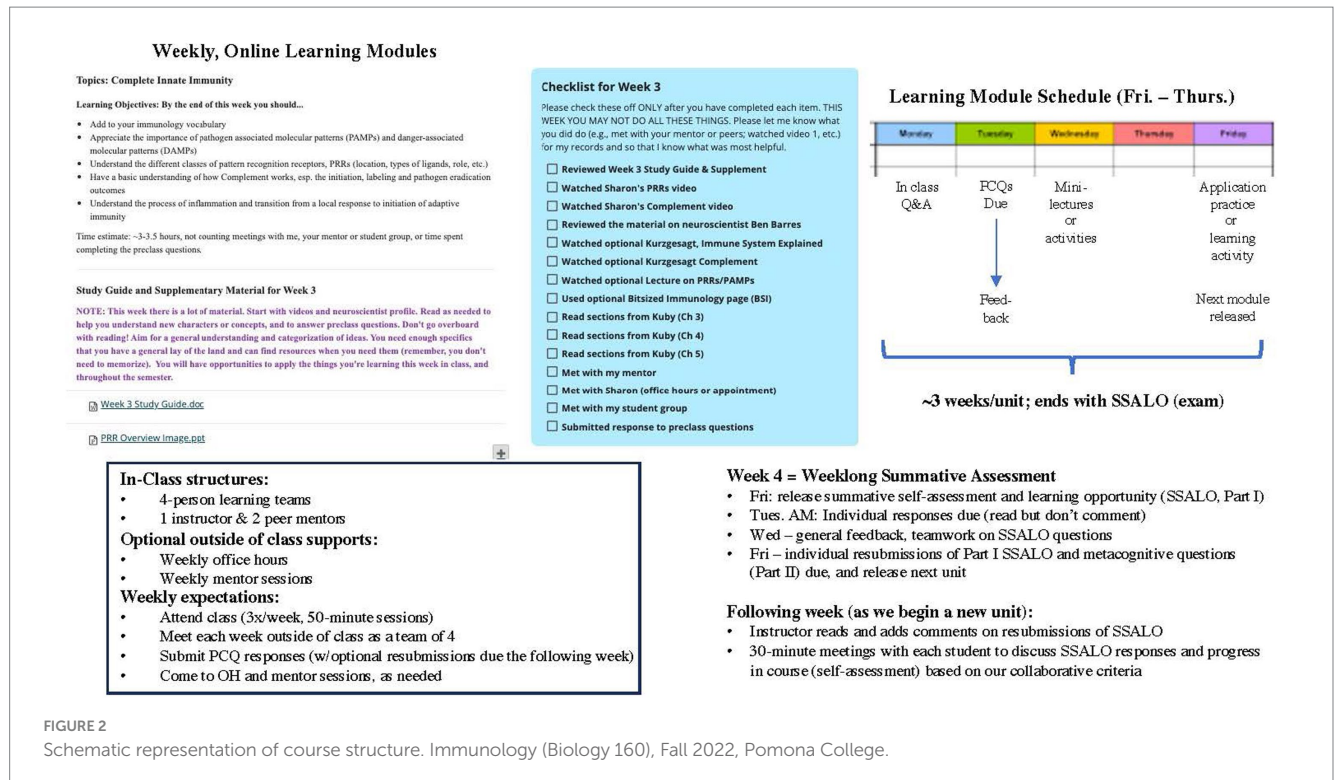 Weekly, Online Learning Modules
Topics: Complete Innate Immunity
Learning Objectives: By the end of this week you should...
• Add to your immunology vocabulary
• Appreciate the importance of pathogen associated molecular patterns (PAMPs) and danger-associated
molecular patterns (DAMPs)
• Understand the different classes of pattern recognition receptors, PRRs (location, types of ligands, role, etc.)
• Have a basic understanding of how Complement works, esp. the initiation, labeling and pathogen eradication
outcomes
• Understand the process of inflammation and transition from a local response to initiation of adaptive
immunity
Time estimate: ~3-3.5 hours, not counting meetings with me, your mentor or student group, or time spent
completing the preclass questions.
Study Guide and Supplementary Material for Week 3
NOTE: This week there is a lot of material. Start with videos and neuroscientist profile. Read as needed to
help you understand new characters or concepts, and to answer preclass questions. Don't go overboard
with reading! Aim for a general understanding and categorization of ideas. You need enough specifics
that you have a general lay of the land and can find resources when you need them (remember, you don't
need to memorize). You will have opportunities to apply the things you're learning this week in class, and
throughout the semester.
Week 3 Study Guide.doc
PRR Overview Image.ppt
Checklist for Week 3
Please check these off ONLY after you have completed each item. THIS
WEEK YOU MAY NOT DO ALL THESE THINGS. Please let me know what
you did do (e.g., met with your mentor or peers; watched video 1, etc.)
for my records and so that I know what was most helpful.
Reviewed Week 3 Study Guide & Supplement
Watched Sharon's PRRs video
Watched Sharon's Complement video
Reviewed the material on neuroscientist Ben Barres
Watched optional Kurzgesagt, Immune System Explained
Watched optional Kurzgesagt Complement
Watched optional Lecture on PRRs/PAMPs
Used optional Bitsized Immunology page (BSI)
Read sections from Kuby (Ch 3)
Read sections from Kuby (Ch 4)
Read sections from Kuby (Ch 5)
Met with my mentor
Met with Sharon (office hours or appointment)
Met with my student group
Submitted response to preclass questions
Learning Module Schedule (Fri. – Thurs.)
Monday Tuesday Wednesday Thursday Friday
In class
Q&A
PCQs
Due
Feed-
back
Mini-
lectures
or
activities
Application
practice
or
learning
activity
Next module
released
~3 weeks/unit; ends with SSALO (exam)
In-Class structures:
• 4-person learning teams
• 1 instructor & 2 peer mentors
Optional outside of class supports:
• Weekly office hours
• Weekly mentor sessions
Weekly expectations:
• Attend class (3x/week, 50-minute sessions)
• Meet each week outside of class as a team of 4
• Submit PCQ responses (w/optional resubmissions due the following week)
• Come to OH and mentor sessions, as needed
Week 4 = Weeklong Summative Assessment
• Fri: release summative self-assessment and learning opportunity (SSALO, Part I)
• Tues. AM: Individual responses due (read but don't comment)
• Wed – general feedback, teamwork on SSALO questions
• Fri – individual resubmissions of Part I SSALO and metacognitive questions
(Part II) due, and release next unit
Following week (as we begin a new unit):
• Instructor reads and adds comments on resubmissions of SSALO
• 30-minute meetings with each student to discuss SSALO responses and progress
in course (self-assessment) based on our collaborative criteria
FIGURE 2
Schematic representation of course structure. Immunology (Biology 160), Fall 2022, Pomona College.